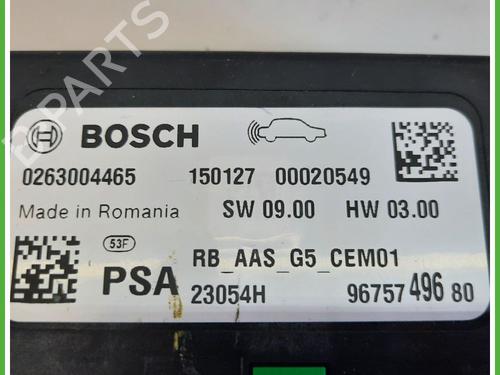 B-PARTS
BOSCH
0263004465 150127 00020549
Made in Romania SW 09.00 HW 03.00
53F RB_AAS_G5_CEM01
PSA 23054H 96757 496 80